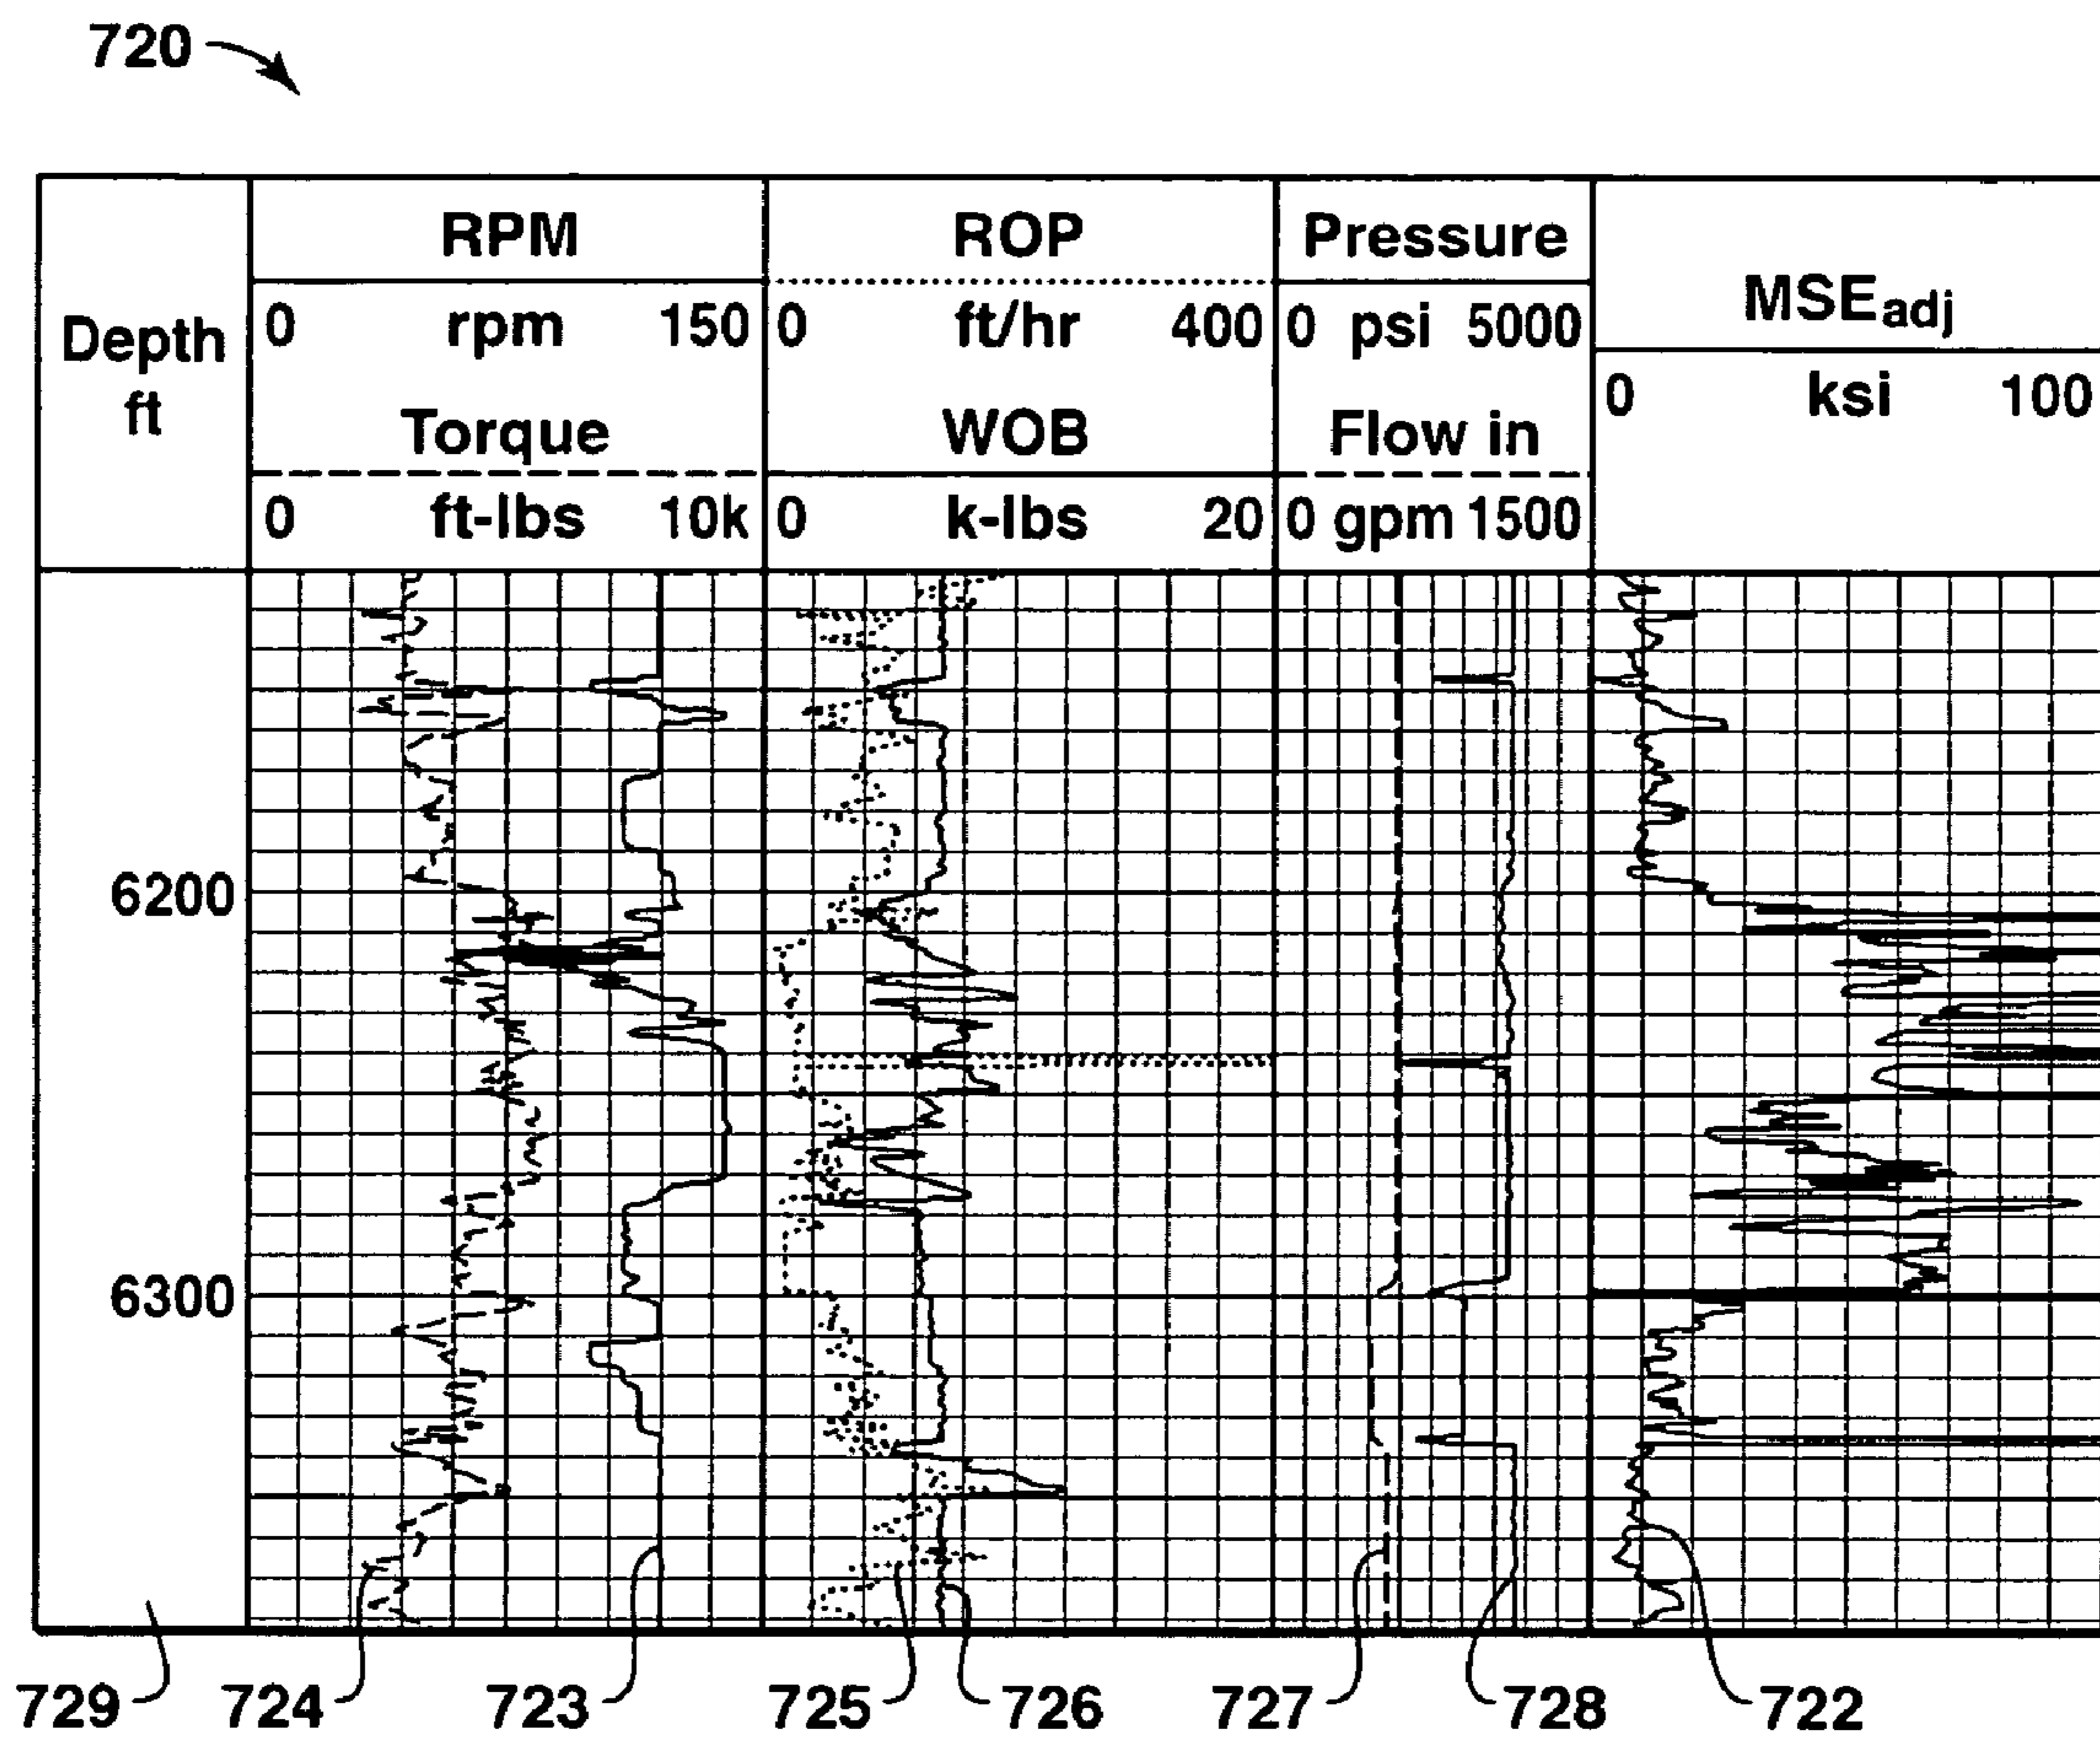 720
RPM ROP Pressure
MSEadj
Depth
ft
0 rpm 150 0 ft/hr 400 0 psi 5000
0 ksi 100
Torque WOB Flow in
0 ft-lbs 10k 0 k-lbs 20 0 gpm 1500
6200
6300
729 724 723 725 726 727 728 722